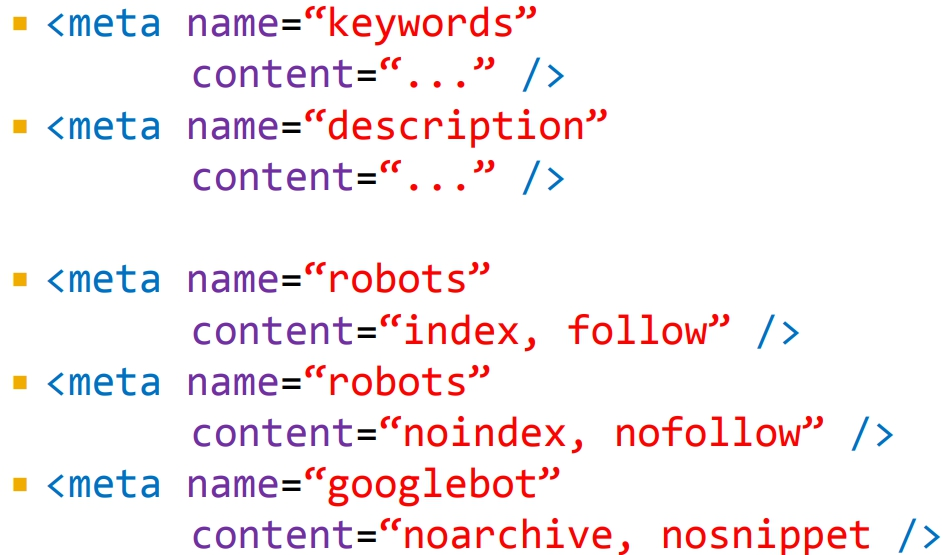 ▪ <meta name=“keywords”
content=“...” />
▪ <meta name=“description”
content=“...” />
▪ <meta name=“robots”
content=“index, follow” />
▪ <meta name=“robots”
content=“noindex, nofollow” />
▪ <meta name=“googlebot”
content=“noarchive, nosnippet />